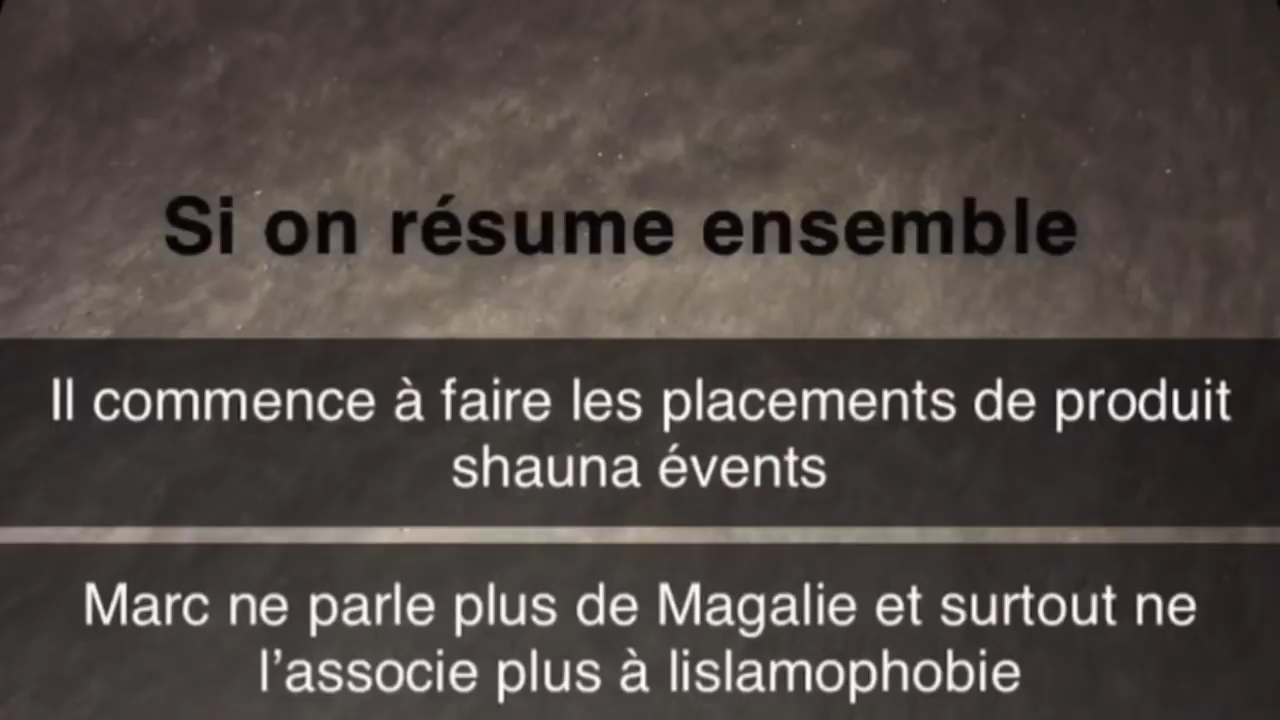 Si on résume ensemble
Il commence à faire les placements de produit
shauna évents
Marc ne parle plus de Magalie et surtout ne
l’associe plus à lislamophobie